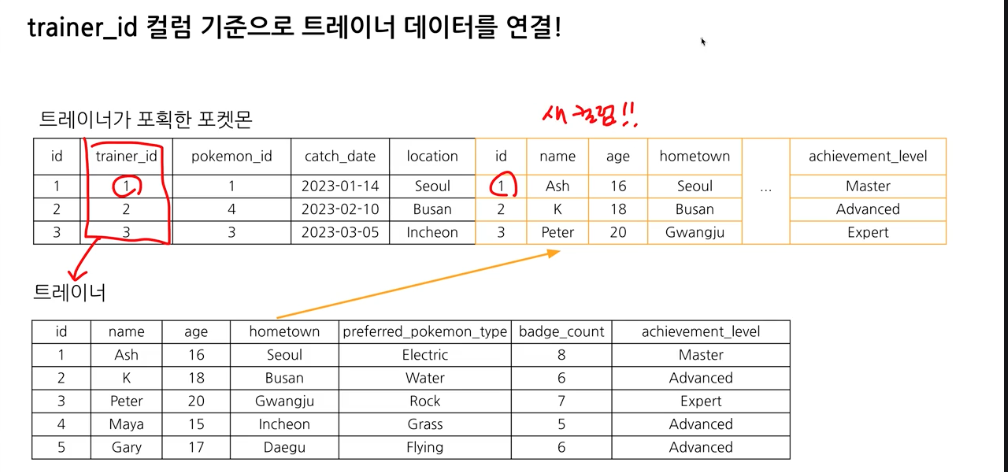 trainer_id 컬럼 기준으로 트레이너 데이터를 연결!
새 컬럼!!
트레이너가 포획한 포켓몬
id trainer_id pokemon_id catch_date location id name age hometown achievement_level
1 1 1 2023-01-14 Seoul 1 Ash 16 Seoul ... Master
2 2 4 2023-02-10 Busan 2 K 18 Busan Advanced
3 3 3 2023-03-05 Incheon 3 Peter 20 Gwangju Expert
트레이너
id name age hometown preferred_pokemon_type badge_count achievement_level
1 Ash 16 Seoul Electric 8 Master
2 K 18 Busan Water 6 Advanced
3 Peter 20 Gwangju Rock 7 Expert
4 Maya 15 Incheon Grass 5 Advanced
5 Gary 17 Daegu Flying 6 Advanced